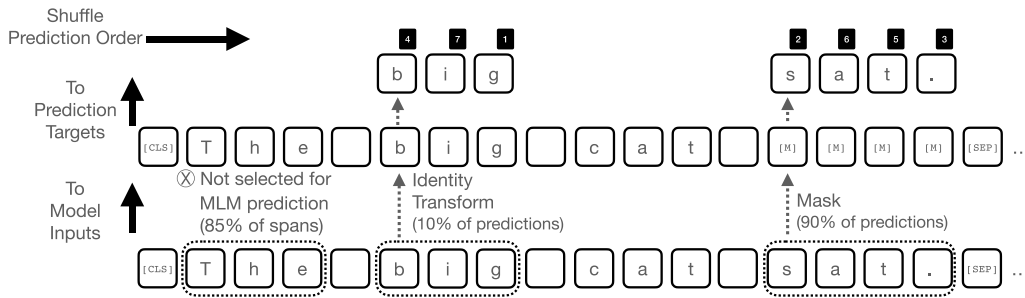 Shuffle
Prediction Order
4 7 1 2 6 5 3
b i g s a t .
To
Prediction
Targets
[CLS] T h e b i g c a t [M] [M] [M] [M] [SEP] ..
To
Model
Inputs
Ⓧ Not selected for
MLM prediction
(85% of spans)
Identity
Transform
(10% of predictions)
Mask
(90% of predictions)
[CLS] T h e b i g c a t s a t . [SEP] ..